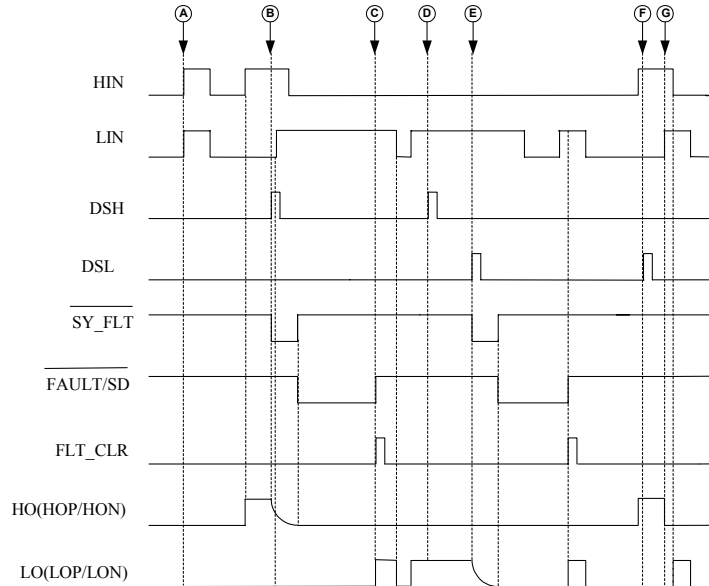 A B C D E F G
HIN
LIN
DSH
DSL
SY_FLT
FAULT/SD
FLT_CLR
HO(HOP/HON)
LO(LOP/LON)